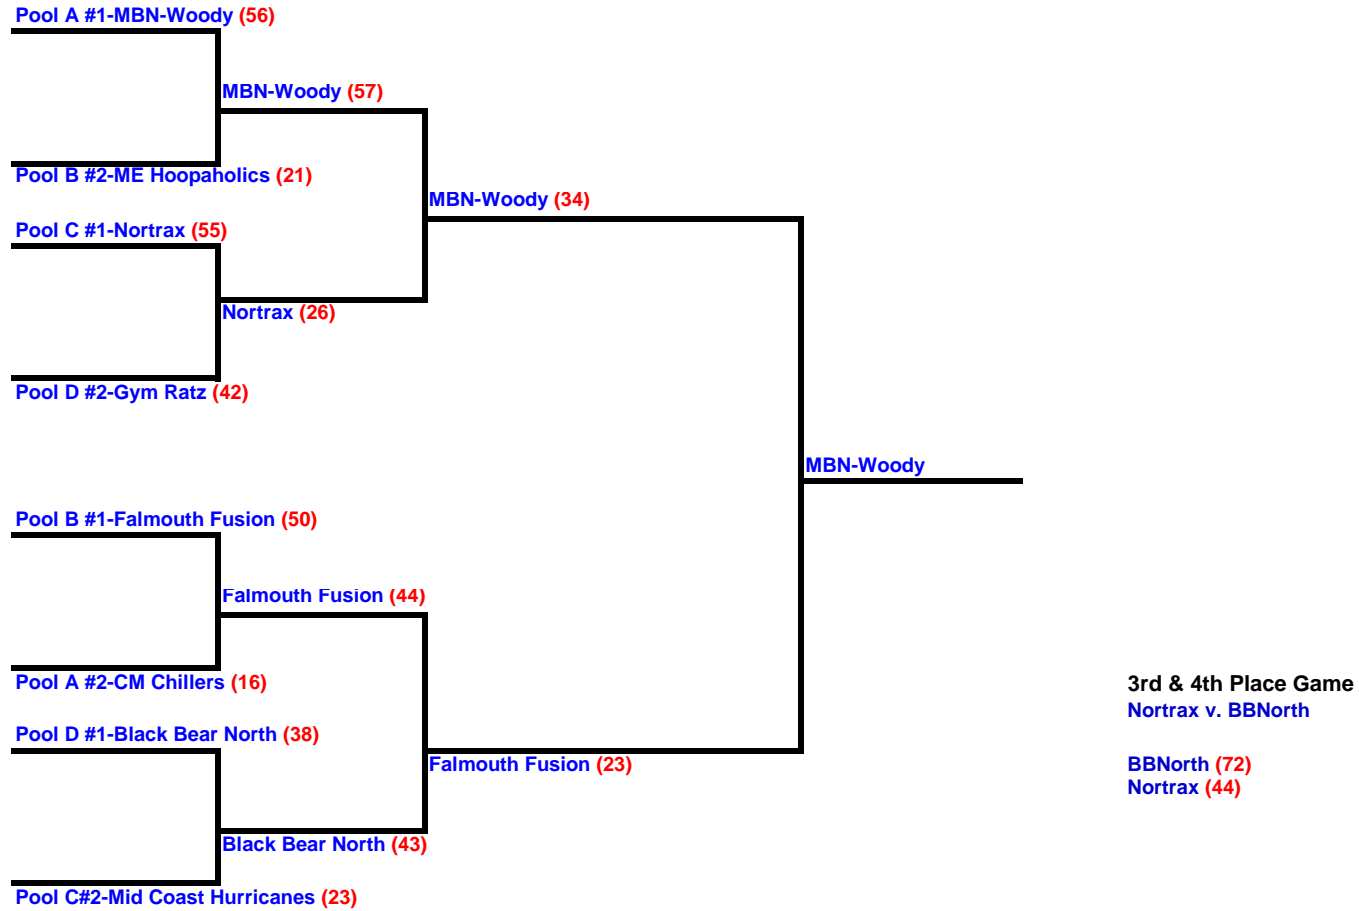 Pool A #1-MBN-Woody (56)
MBN-Woody (57)
Pool B #2-ME Hoopaholics (21)
MBN-Woody (34)
Pool C #1-Nortrax (55)
Nortrax (26)
Pool D #2-Gym Ratz (42)
MBN-Woody
Pool B #1-Falmouth Fusion (50)
Falmouth Fusion (44)
Pool A #2-CM Chillers (16)
3rd & 4th Place Game
Nortrax v. BBNorth
Pool D #1-Black Bear North (38)
Falmouth Fusion (23)
BBNorth (72)
Nortrax (44)
Black Bear North (43)
Pool C#2-Mid Coast Hurricanes (23)